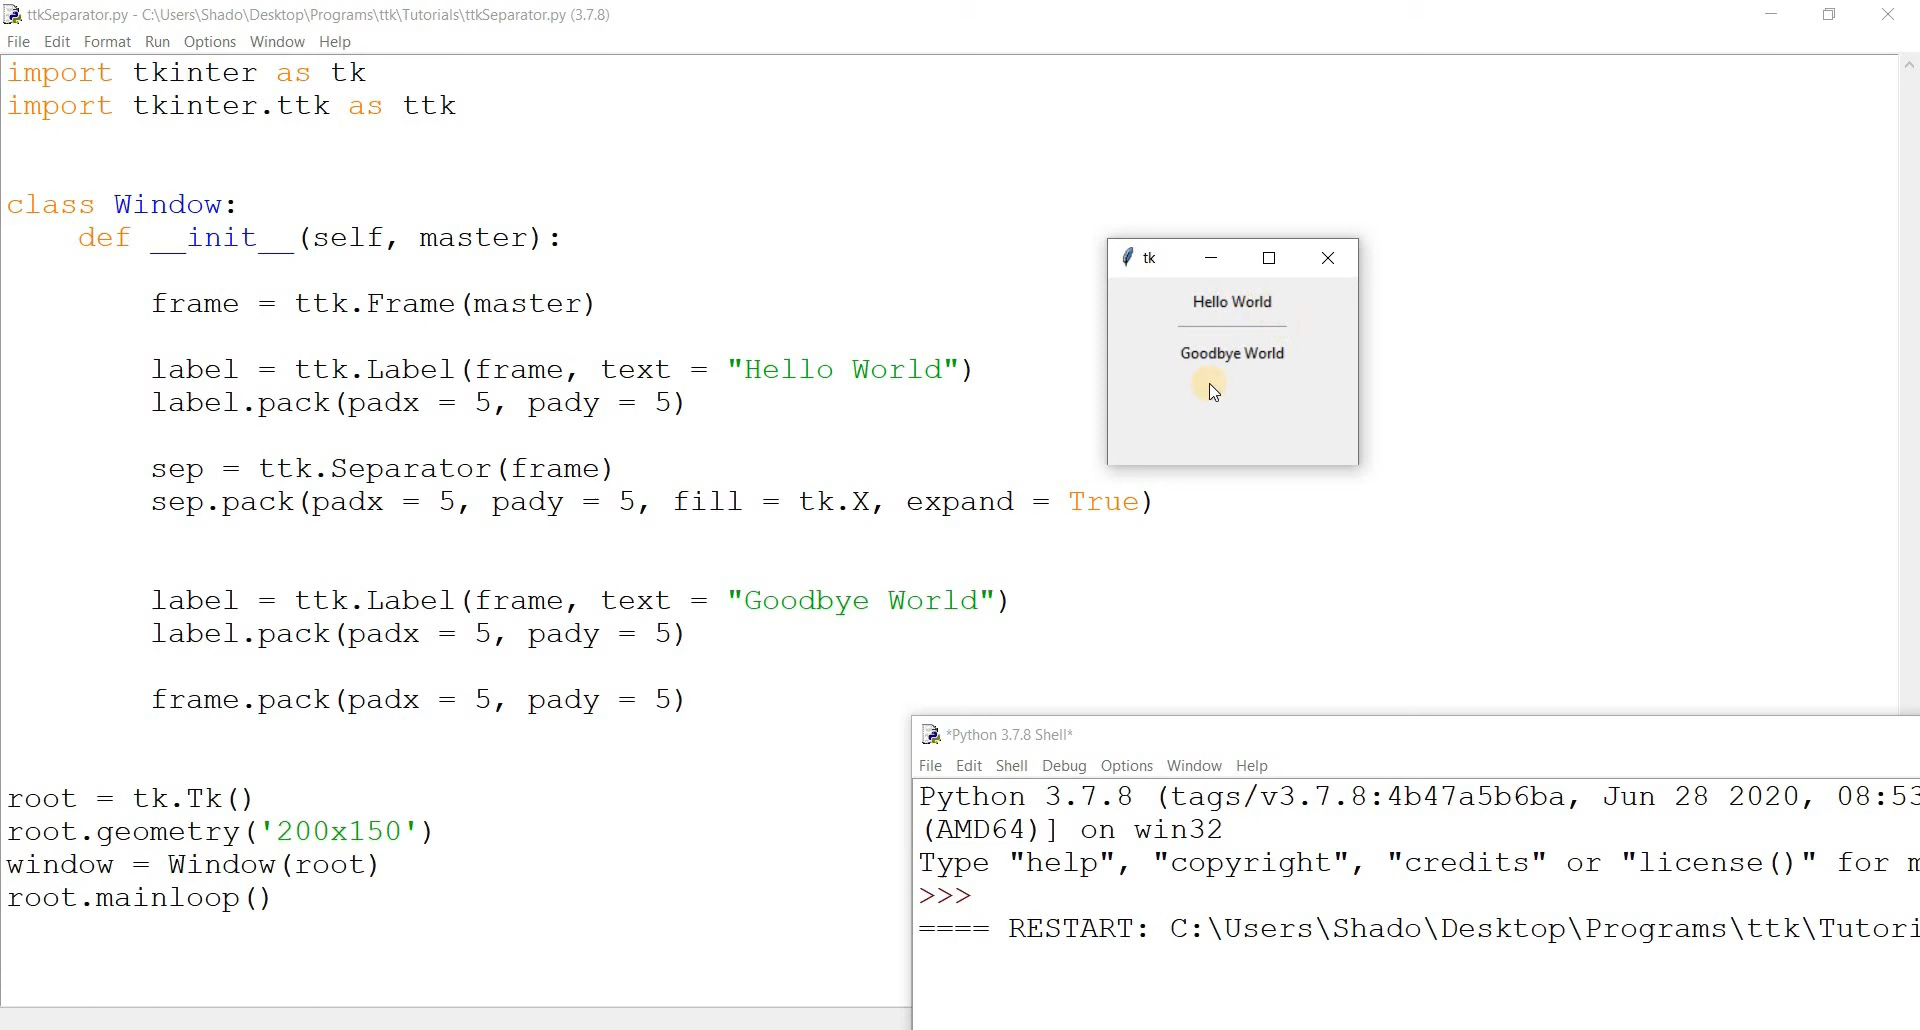 ttkSeparator.py - C:\Users\Shado\Desktop\Programs\ttk\Tutorials\ttkSeparator.py (3.7.8)
File Edit Format Run Options Window Help
import tkinter as tk
import tkinter.ttk as ttk
class Window:
def __init__(self, master):
frame = ttk.Frame(master)
label = ttk.Label(frame, text = "Hello World")
label.pack(padx = 5, pady = 5)
sep = ttk.Separator(frame)
sep.pack(padx = 5, pady = 5, fill = tk.X, expand = True)
label = ttk.Label(frame, text = "Goodbye World")
label.pack(padx = 5, pady = 5)
frame.pack(padx = 5, pady = 5)
root = tk.Tk()
root.geometry('200x150')
window = Window(root)
root.mainloop()
tk
Hello World
Goodbye World
*Python 3.7.8 Shell*
File Edit Shell Debug Options Window Help
Python 3.7.8 (tags/v3.7.8:4b47a5b6ba, Jun 28 2020, 08:53
(AMD64)] on win32
Type "help", "copyright", "credits" or "license()" for m
>>>
==== RESTART: C:\Users\Shado\Desktop\Programs\ttk\Tutori